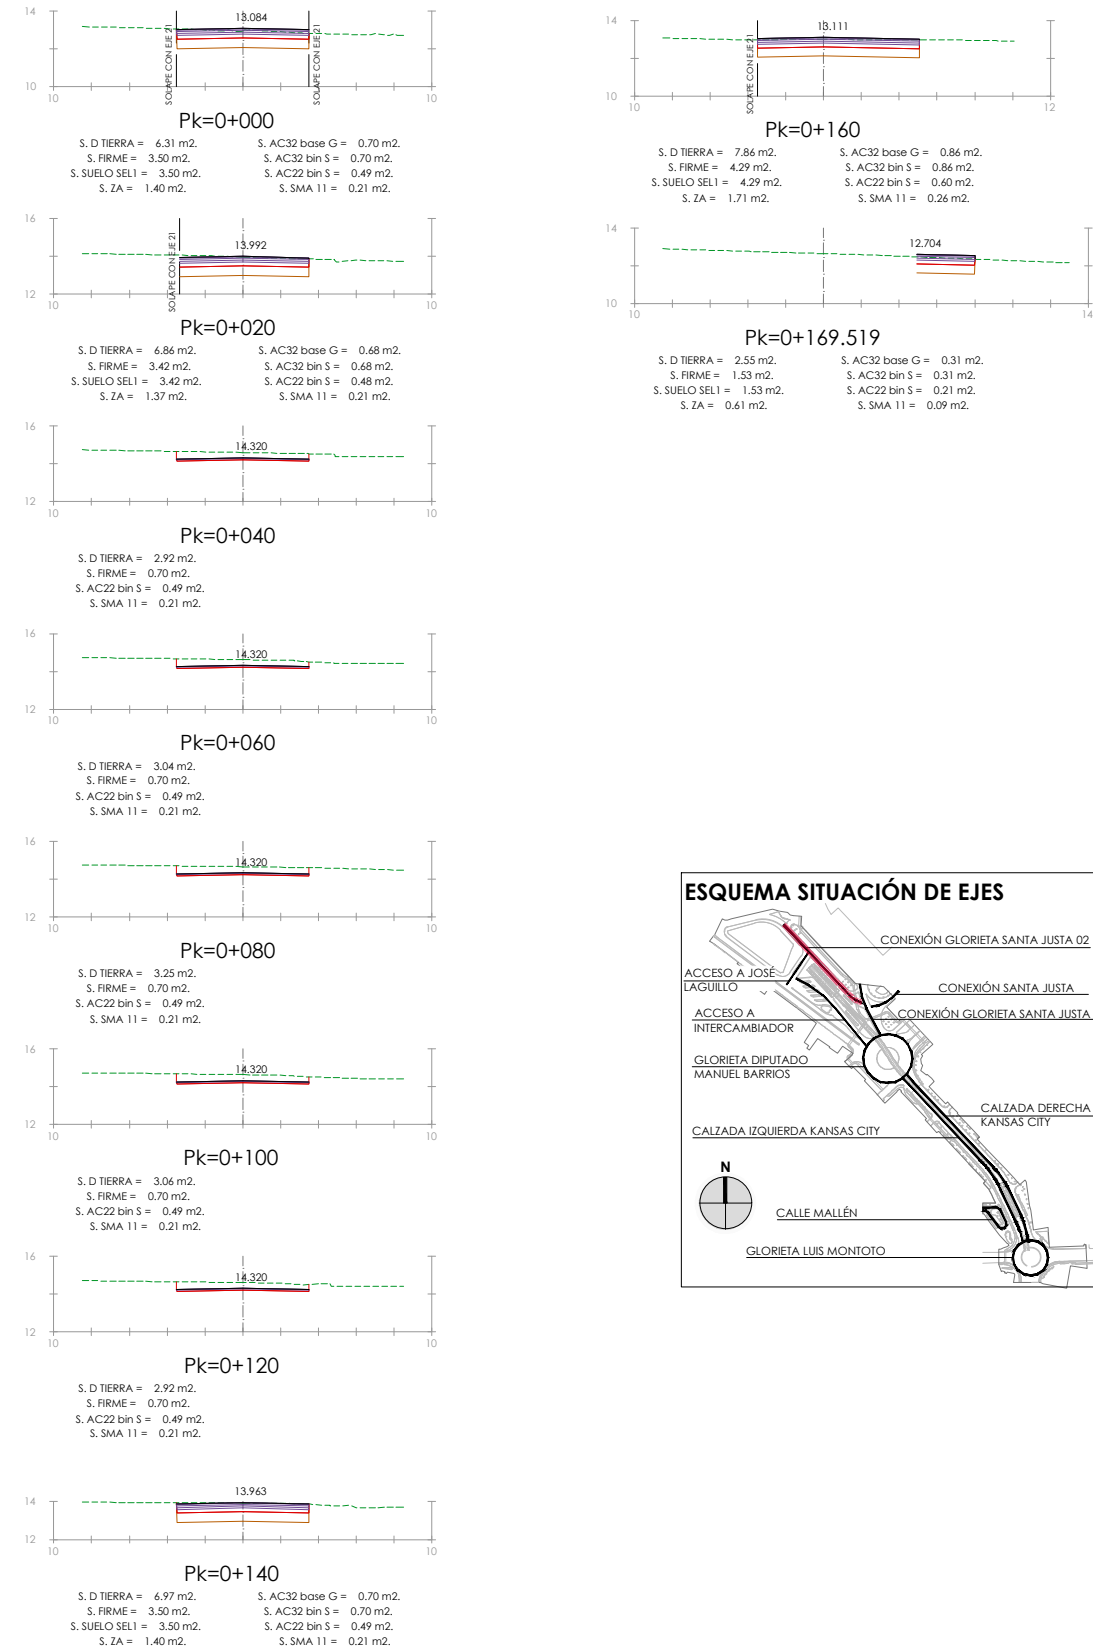 14
13.084
SOLAPE CON EJE 21
SOLAPE CON EJE 21
10
10
10
Pk=0+000
S. D TIERRA = 6.31 m2.
S. FIRME = 3.50 m2.
S. SUELO SEL1 = 3.50 m2.
S. ZA = 1.40 m2.
S. AC32 base G = 0.70 m2.
S. AC32 bin S = 0.70 m2.
S. AC22 bin S = 0.49 m2.
S. SMA 11 = 0.21 m2.
16
13.992
SOLAPE CON EJE 21
12
10
10
Pk=0+020
S. D TIERRA = 6.86 m2.
S. FIRME = 3.42 m2.
S. SUELO SEL1 = 3.42 m2.
S. ZA = 1.37 m2.
S. AC32 base G = 0.68 m2.
S. AC32 bin S = 0.68 m2.
S. AC22 bin S = 0.48 m2.
S. SMA 11 = 0.21 m2.
16
14.320
12
10
10
Pk=0+040
S. D TIERRA = 2.92 m2.
S. FIRME = 0.70 m2.
S. AC22 bin S = 0.49 m2.
S. SMA 11 = 0.21 m2.
16
14.320
12
10
10
Pk=0+060
S. D TIERRA = 3.04 m2.
S. FIRME = 0.70 m2.
S. AC22 bin S = 0.49 m2.
S. SMA 11 = 0.21 m2.
16
14.320
12
10
10
Pk=0+080
S. D TIERRA = 3.25 m2.
S. FIRME = 0.70 m2.
S. AC22 bin S = 0.49 m2.
S. SMA 11 = 0.21 m2.
16
14.320
12
10
10
Pk=0+100
S. D TIERRA = 3.06 m2.
S. FIRME = 0.70 m2.
S. AC22 bin S = 0.49 m2.
S. SMA 11 = 0.21 m2.
16
14.320
12
10
10
Pk=0+120
S. D TIERRA = 2.92 m2.
S. FIRME = 0.70 m2.
S. AC22 bin S = 0.49 m2.
S. SMA 11 = 0.21 m2.
14
13.963
12
10
10
Pk=0+140
S. D TIERRA = 6.97 m2.
S. FIRME = 3.50 m2.
S. SUELO SEL1 = 3.50 m2.
S. ZA = 1.40 m2.
S. AC32 base G = 0.70 m2.
S. AC32 bin S = 0.70 m2.
S. AC22 bin S = 0.49 m2.
S. SMA 11 = 0.21 m2.
14
13.111
SOLAPE CON EJE 21
10
10
12
Pk=0+160
S. D TIERRA = 7.86 m2.
S. FIRME = 4.29 m2.
S. SUELO SEL1 = 4.29 m2.
S. ZA = 1.71 m2.
S. AC32 base G = 0.86 m2.
S. AC32 bin S = 0.86 m2.
S. AC22 bin S = 0.60 m2.
S. SMA 11 = 0.26 m2.
14
12.704
10
10
14
Pk=0+169.519
S. D TIERRA = 2.55 m2.
S. FIRME = 1.53 m2.
S. SUELO SEL1 = 1.53 m2.
S. ZA = 0.61 m2.
S. AC32 base G = 0.31 m2.
S. AC32 bin S = 0.31 m2.
S. AC22 bin S = 0.21 m2.
S. SMA 11 = 0.09 m2.
ESQUEMA SITUACIÓN DE EJES
CONEXIÓN GLORIETA SANTA JUSTA 02
ACCESO A JOSÉ
LAGUILLO
CONEXIÓN SANTA JUSTA
ACCESO A
INTERCAMBIADOR
CONEXIÓN GLORIETA SANTA JUSTA
GLORIETA DIPUTADO
MANUEL BARRIOS
CALZADA DERECHA
KANSAS CITY
CALZADA IZQUIERDA KANSAS CITY
N
CALLE MALLÉN
GLORIETA LUIS MONTOTO